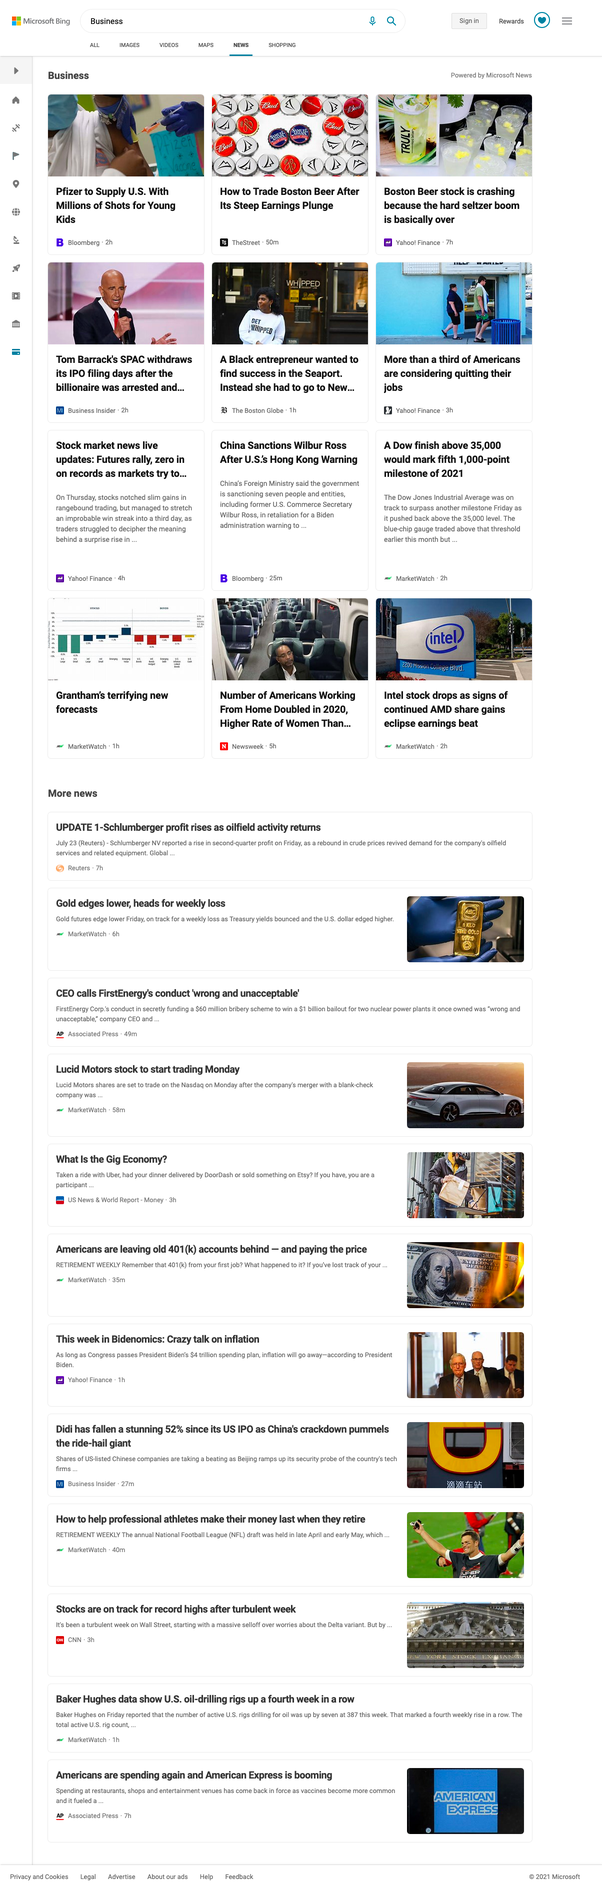 Microsoft Bing
Business
Sign in
Rewards
ALL
IMAGES
VIDEOS
MAPS
NEWS
SHOPPING
Business
Powered by Microsoft News
TRULY
Pfizer to Supply U.S. With
Millions of Shots for Young
Kids
Bloomberg · 2h
How to Trade Boston Beer After
Its Steep Earnings Plunge
TheStreet · 50m
Boston Beer stock is crashing
because the hard seltzer boom
is basically over
Yahoo! Finance · 7h
WHIPPED
GET
WHIPPED
HELP WANTED
Tom Barrack's SPAC withdraws
its IPO filing days after the
billionaire was arrested and...
Business Insider · 2h
A Black entrepreneur wanted to
find success in the Seaport.
Instead she had to go to New...
The Boston Globe · 1h
More than a third of Americans
are considering quitting their
jobs
Yahoo! Finance · 3h
Stock market news live
updates: Futures rally, zero in
on records as markets try to...
On Thursday, stocks notched slim gains in
rangebound trading, but managed to stretch
an improbable win streak into a third day, as
traders struggled to decipher the meaning
behind a surprise rise in ...
Yahoo! Finance · 4h
China Sanctions Wilbur Ross
After U.S.'s Hong Kong Warning
China's Foreign Ministry said the government
is sanctioning seven people and entities,
including former U.S. Commerce Secretary
Wilbur Ross, in retaliation for a Biden
administration warning to ...
Bloomberg · 25m
A Dow finish above 35,000
would mark fifth 1,000-point
milestone of 2021
The Dow Jones Industrial Average was on
track to surpass another milestone Friday as
it pushed back above the 35,000 level. The
blue-chip gauge traded above that threshold
earlier this month but ...
MarketWatch · 2h
intel
2200 Mission College Blvd.
Grantham's terrifying new
forecasts
MarketWatch · 1h
Number of Americans Working
From Home Doubled in 2020,
Higher Rate of Women Than...
Newsweek · 5h
Intel stock drops as signs of
continued AMD share gains
eclipse earnings beat
MarketWatch · 2h
More news
UPDATE 1-Schlumberger profit rises as oilfield activity returns
July 23 (Reuters) - Schlumberger NV reported a rise in second-quarter profit on Friday, as a rebound in crude prices revived demand for the company's oilfield
services and related equipment. Global ...
Reuters · 7h
Gold edges lower, heads for weekly loss
Gold futures edge lower Friday, on track for a weekly loss as Treasury yields bounced and the U.S. dollar edged higher.
MarketWatch · 6h
CEO calls FirstEnergy's conduct 'wrong and unacceptable'
FirstEnergy Corp.'s conduct in secretly funding a $60 million bribery scheme to win a $1 billion bailout for two nuclear power plants it once owned was "wrong and
unacceptable," company CEO and ...
AP Associated Press · 49m
Lucid Motors stock to start trading Monday
Lucid Motors shares are set to trade on the Nasdaq on Monday after the company's merger with a blank-check
company was ...
MarketWatch · 58m
What Is the Gig Economy?
Taken a ride with Uber, had your dinner delivered by DoorDash or sold something on Etsy? If you have, you are a
participant ...
US News & World Report - Money · 3h
Americans are leaving old 401(k) accounts behind — and paying the price
RETIREMENT WEEKLY Remember that 401(k) from your first job? What happened to it? If you've lost track of your ...
MarketWatch · 35m
This week in Bidenomics: Crazy talk on inflation
As long as Congress passes President Biden's $4 trillion spending plan, inflation will go away—according to President
Biden.
Yahoo! Finance · 1h
Didi has fallen a stunning 52% since its US IPO as China's crackdown pummels
the ride-hail giant
Shares of US-listed Chinese companies are taking a beating as Beijing ramps up its security probe of the country's tech
firms ...
Business Insider · 27m
滴滴车站
How to help professional athletes make their money last when they retire
RETIREMENT WEEKLY The annual National Football League (NFL) draft was held in late April and early May, which ...
MarketWatch · 40m
Stocks are on track for record highs after turbulent week
It's been a turbulent week on Wall Street, starting with a massive selloff over worries about the Delta variant. But by ...
CNN · 3h
Baker Hughes data show U.S. oil-drilling rigs up a fourth week in a row
Baker Hughes on Friday reported that the number of active U.S. rigs drilling for oil was up by seven at 387 this week. That marked a fourth weekly rise in a row. The
total active U.S. rig count, ...
MarketWatch · 1h
Americans are spending again and American Express is booming
Spending at restaurants, shops and entertainment venues has come back in force as vaccines become more common
and it fueled a ...
AP Associated Press · 7h
AMERICAN
EXPRESS
Privacy and Cookies
Legal
Advertise
About our ads
Help
Feedback
© 2021 Microsoft